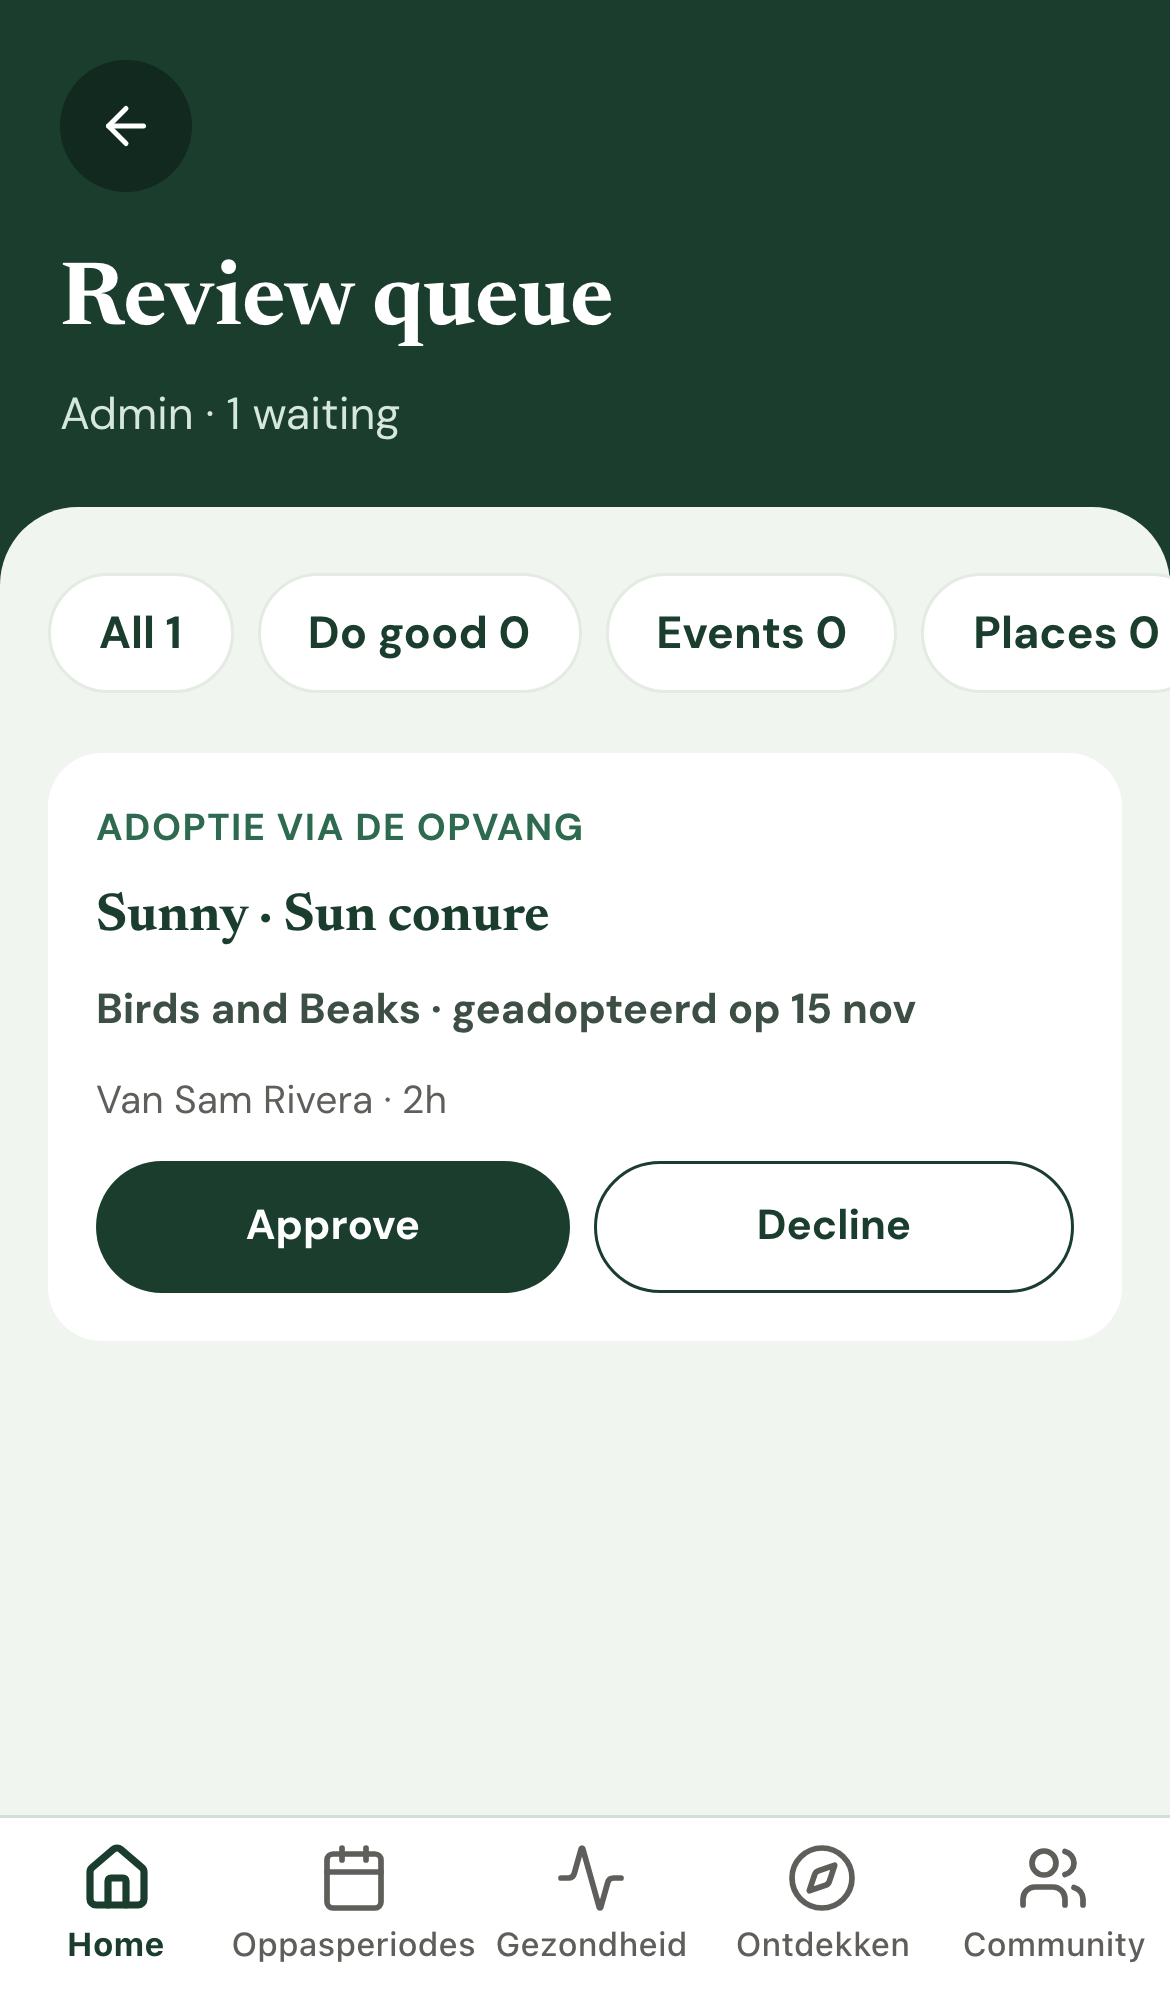 Review queue
Admin · 1 waiting
All 1
Do good 0
Events 0
Places 0
ADOPTIE VIA DE OPVANG
Sunny · Sun conure
Birds and Beaks · geadopteerd op 15 nov
Van Sam Rivera · 2h
Approve
Decline
Home
Oppasperiodes
Gezondheid
Ontdekken
Community